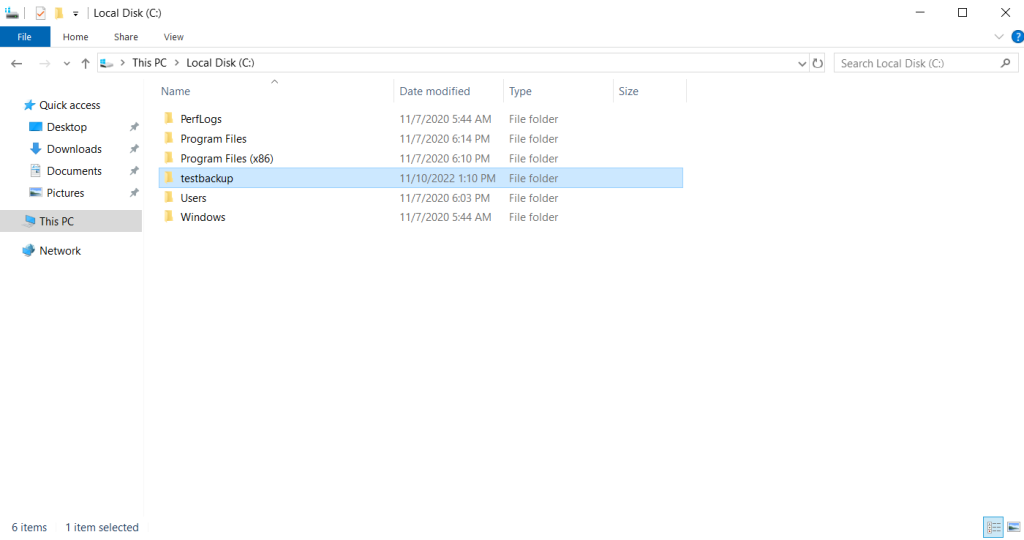 Local Disk (C:)
File Home Share View
This PC Local Disk (C:) Search Local Disk (C:)
Name Date modified Type Size
Quick access
Desktop
Downloads
Documents
Pictures
This PC
Network
PerfLogs 11/7/2020 5:44 AM File folder
Program Files 11/7/2020 6:14 PM File folder
Program Files (x86) 11/7/2020 6:10 PM File folder
testbackup 11/10/2022 1:10 PM File folder
Users 11/7/2020 6:03 PM File folder
Windows 11/7/2020 5:44 AM File folder
6 items 1 item selected